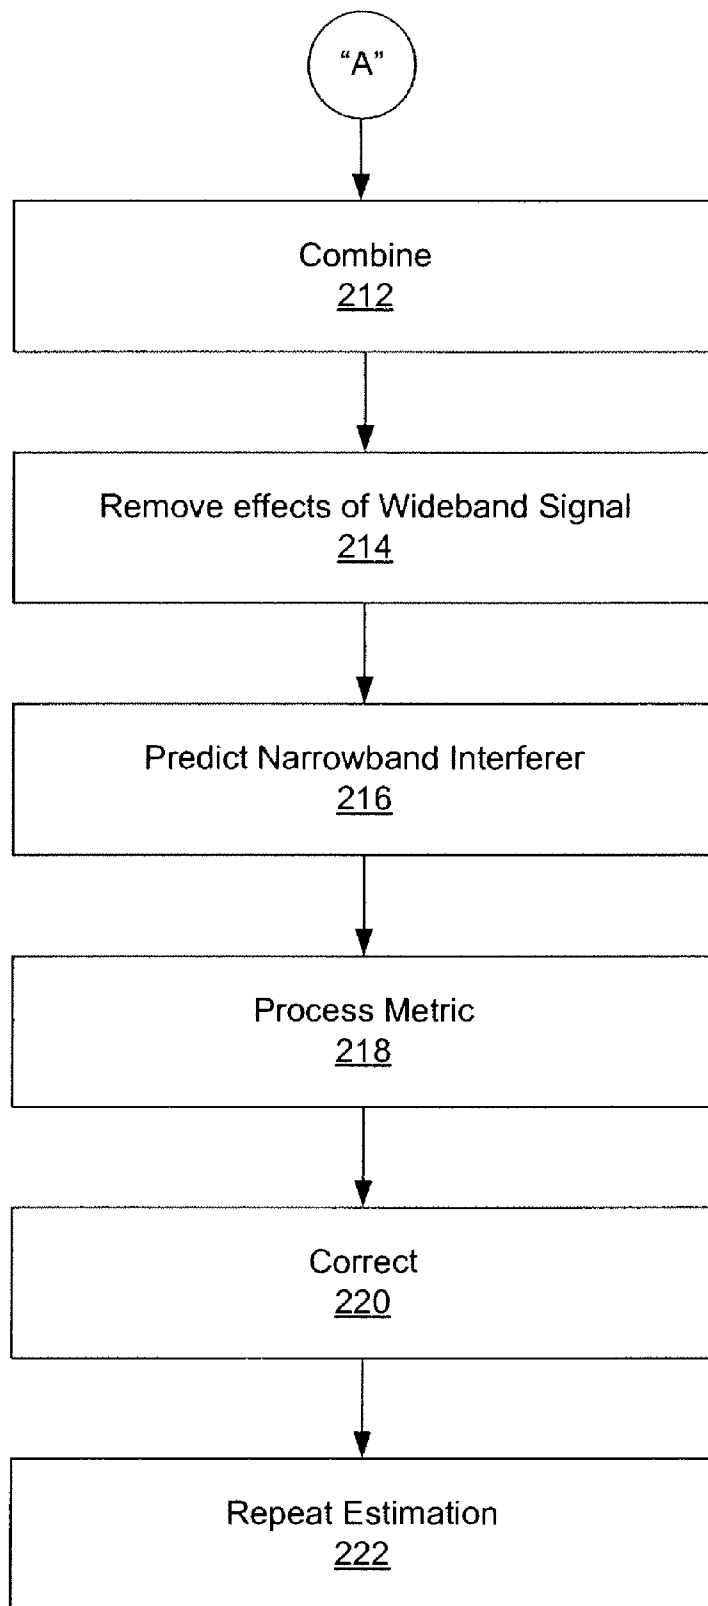 “A”
Combine
212
Remove effects of Wideband Signal
214
Predict Narrowband Interferer
216
Process Metric
218
Correct
220
Repeat Estimation
222